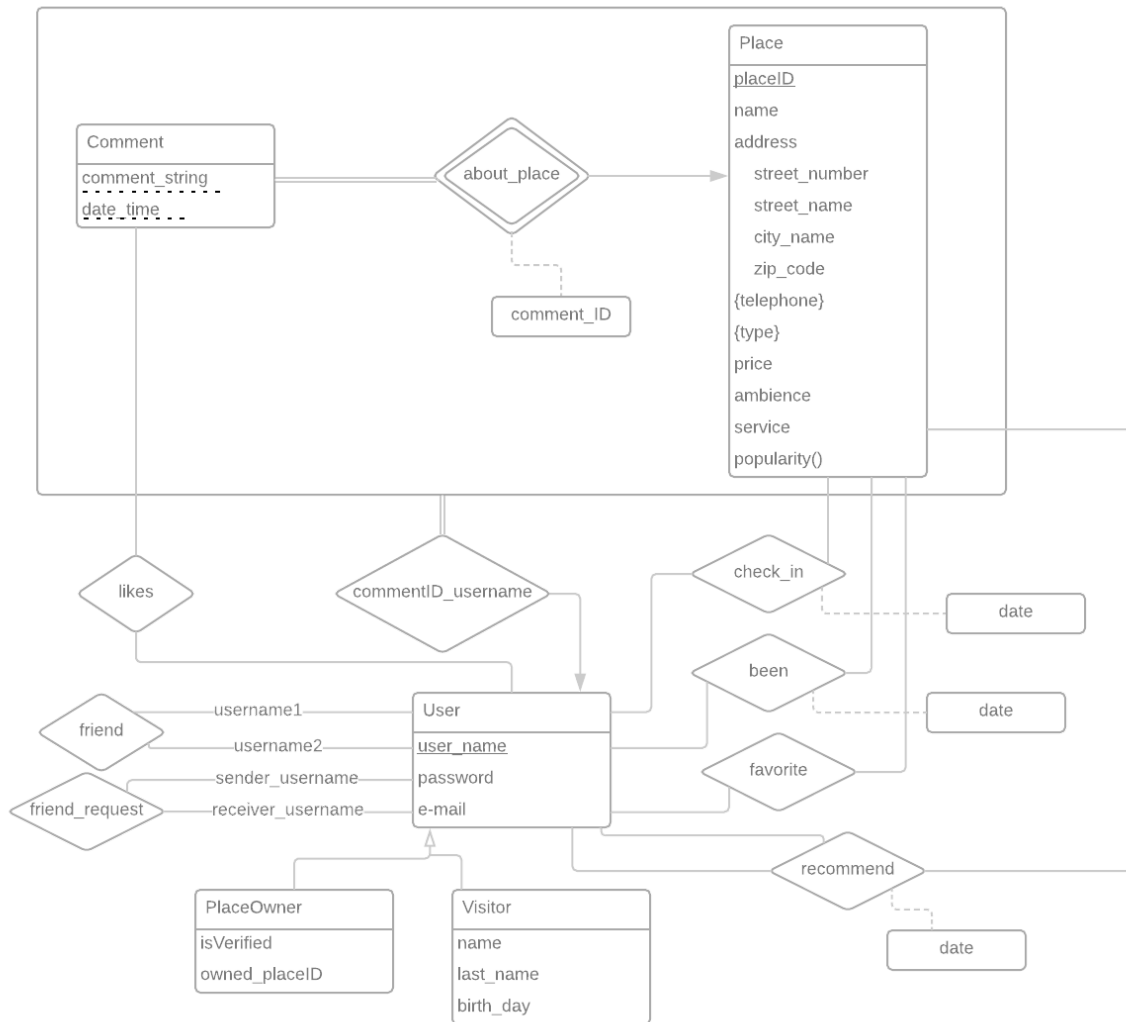 Place
placeID
name
address
street_number
street_name
city_name
zip_code
{telephone}
{type}
price
ambience
service
popularity()
Comment
comment_string
date_time
about_place
comment_ID
likes
commentID_username
check_in
date
been
date
favorite
recommend
date
friend
username1
username2
friend_request
sender_username
receiver_username
User
user_name
password
e-mail
PlaceOwner
isVerified
owned_placeID
Visitor
name
last_name
birth_day